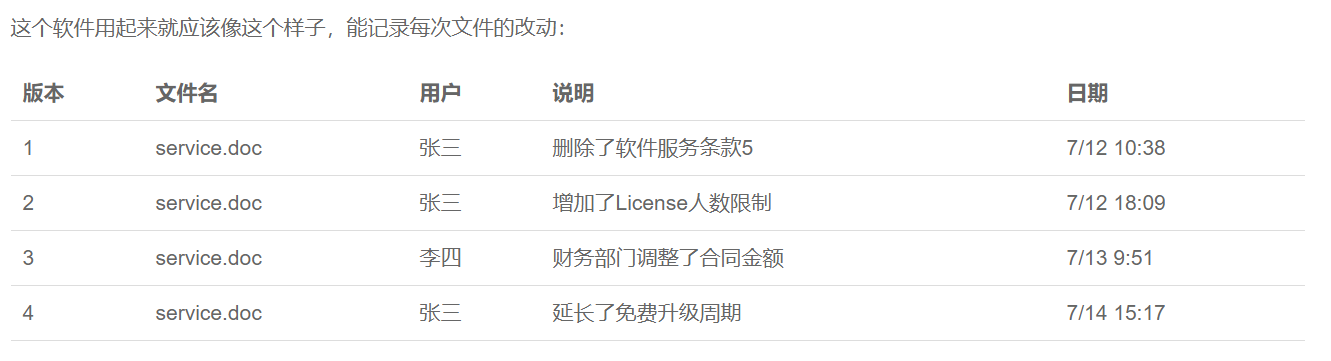 这个软件用起来就应该像这个样子，能记录每次文件的改动：
版本 文件名 用户 说明 日期
1 service.doc 张三 删除了软件服务条款5 7/12 10:38
2 service.doc 张三 增加了License人数限制 7/12 18:09
3 service.doc 李四 财务部门调整了合同金额 7/13 9:51
4 service.doc 张三 延长了免费升级周期 7/14 15:17